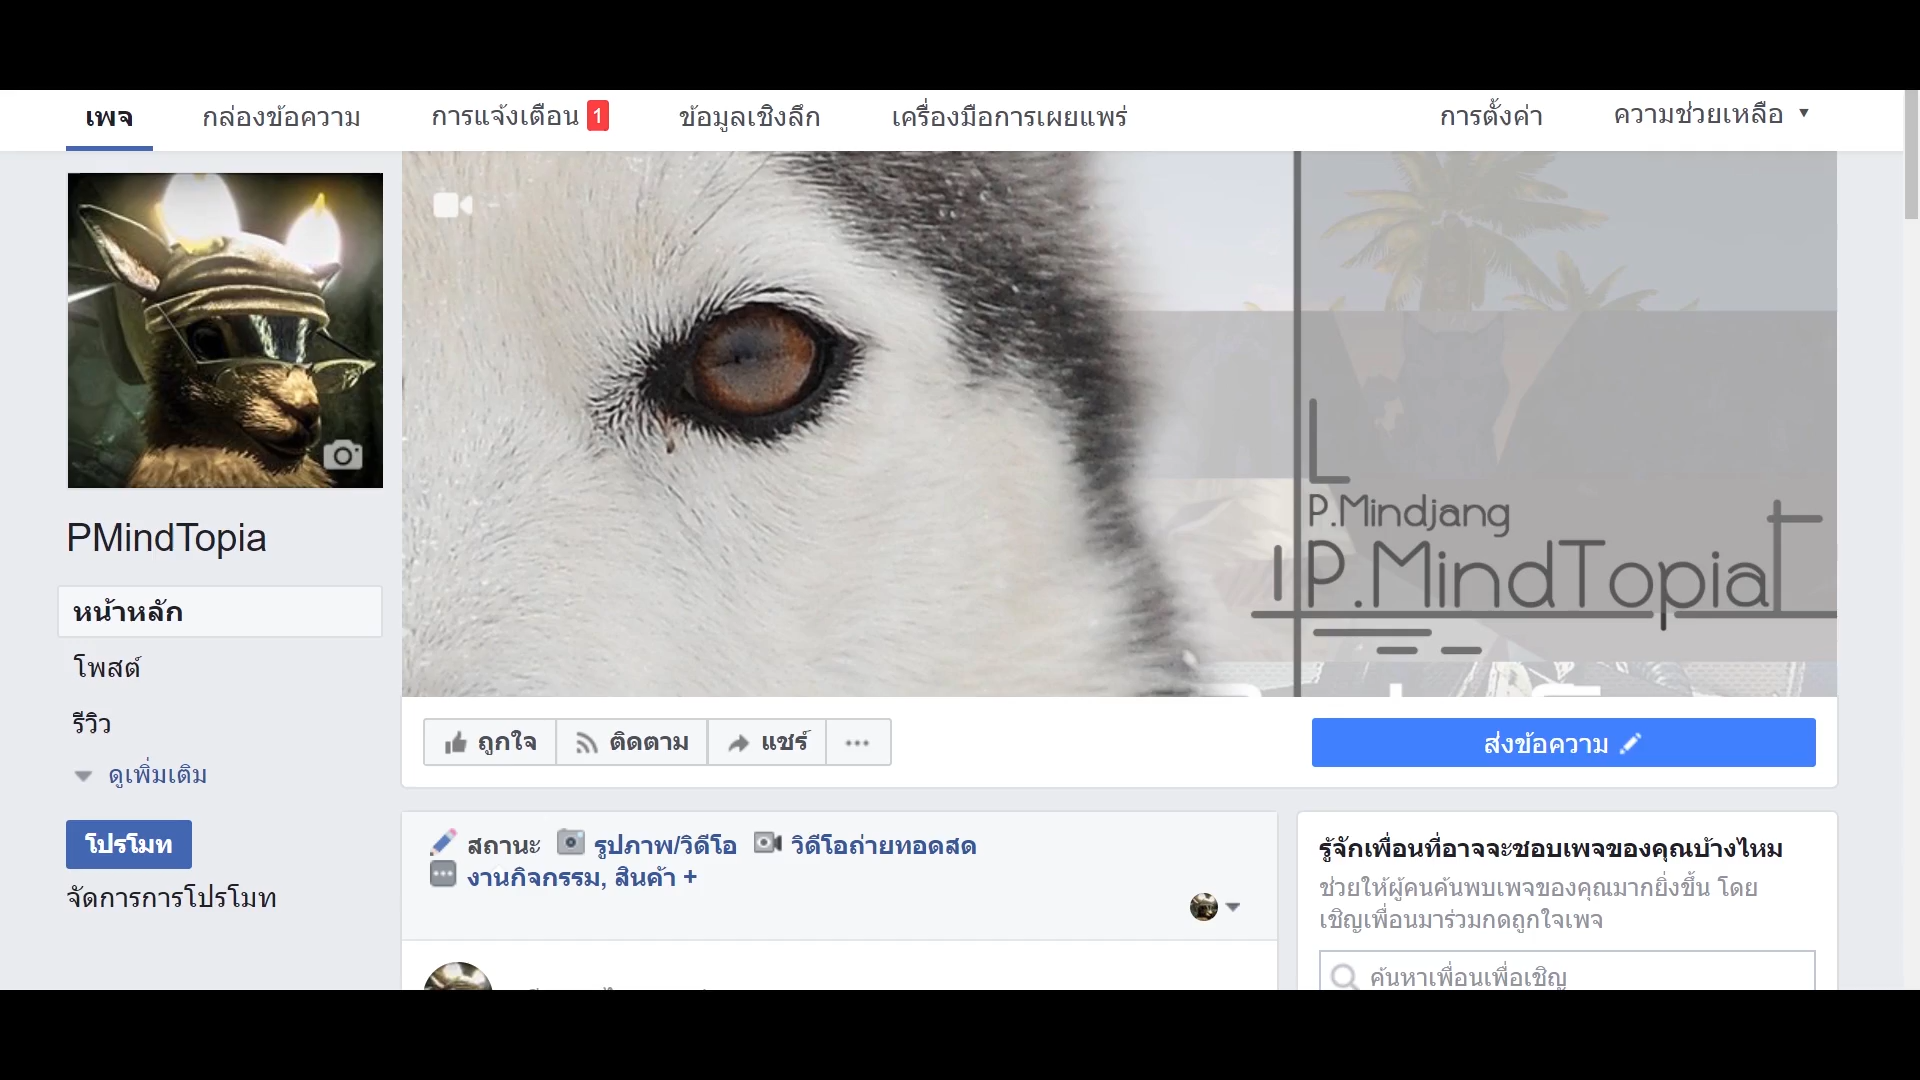 เพจ
กล่องข้อความ
การแจ้งเตือน 1
ข้อมูลเชิงลึก
เครื่องมือการเผยแพร่
การตั้งค่า
ความช่วยเหลือ
P.Mindjang
P.MindTopia
PMindTopia
หน้าหลัก
โพสต์
รีวิว
ดูเพิ่มเติม
โปรโมท
จัดการการโปรโมท
ถูกใจ
ติดตาม
แชร์
ส่งข้อความ
สถานะ รูปภาพ/วิดีโอ วิดีโอถ่ายทอดสด
งานกิจกรรม, สินค้า +
รู้จักเพื่อนที่อาจจะชอบเพจของคุณบ้างไหม
ช่วยให้ผู้คนค้นพบเพจของคุณมากยิ่งขึ้น โดย
เชิญเพื่อนมาร่วมกดถูกใจเพจ
ค้นหาเพื่อนเพื่อเชิญ